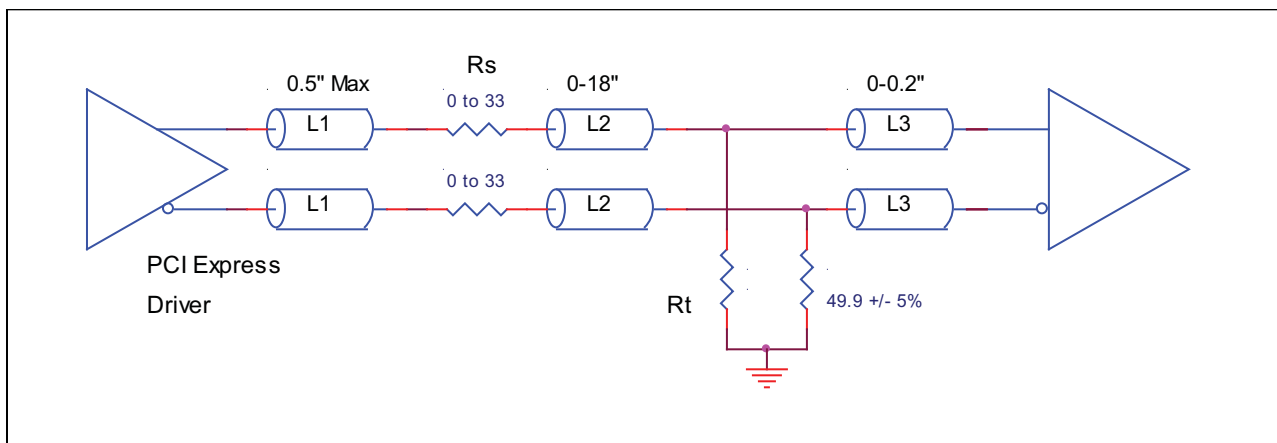 Rs
0.5" Max
0-18"
0-0.2"
0 to 33
L1
L2
L3
0 to 33
L1
L2
L3
PCI Express
Driver
Rt
49.9 +/- 5%